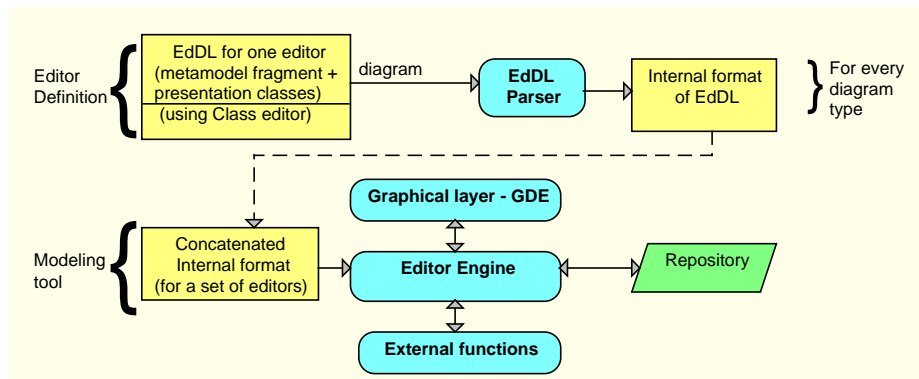 Editor
Definition
EdDL for one editor
(metamodel fragment +
presentation classes)
(using Class editor)
diagram
EdDL
Parser
Internal format
of EdDL
For every
diagram
type
Graphical layer - GDE
Modeling
tool
Concatenated
Internal format
(for a set of editors)
Editor Engine
Repository
External functions